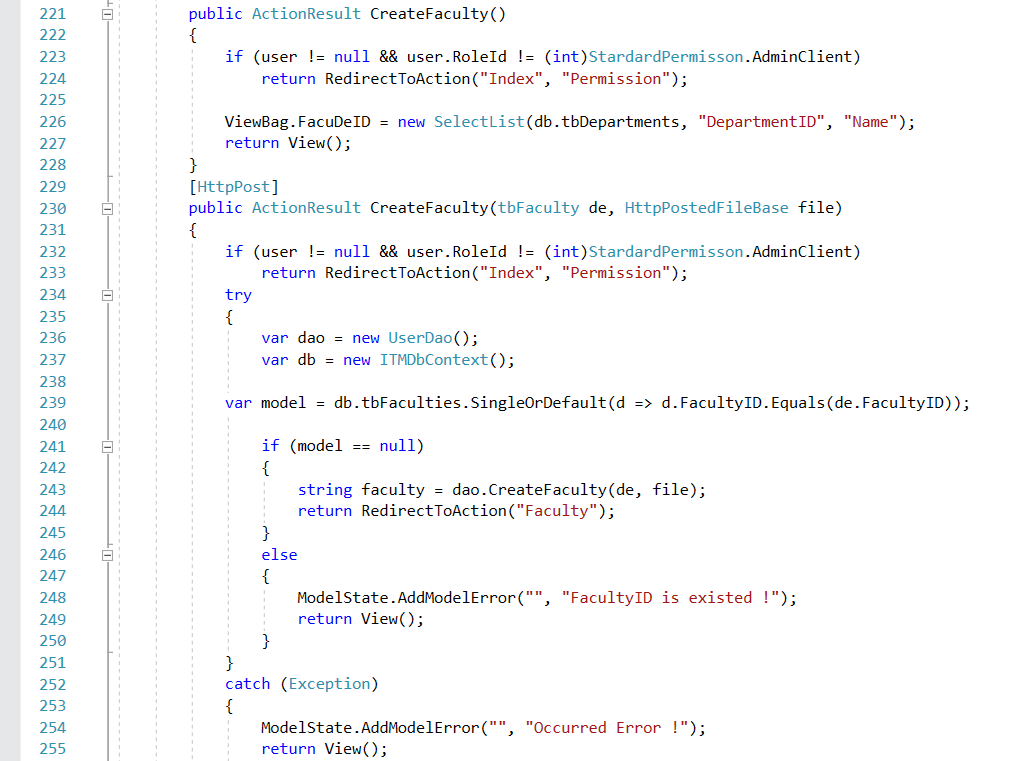 221 public ActionResult CreateFaculty()
222 {
223 if (user != null && user.RoleId != (int)StardardPermisson.AdminClient)
224 return RedirectToAction("Index", "Permission");
225
226 ViewBag.FacuDeID = new SelectList(db.tbDepartments, "DepartmentID", "Name");
227 return View();
228 }
229 [HttpPost]
230 public ActionResult CreateFaculty(tbFaculty de, HttpPostedFileBase file)
231 {
232 if (user != null && user.RoleId != (int)StardardPermisson.AdminClient)
233 return RedirectToAction("Index", "Permission");
234 try
235 {
236 var dao = new UserDao();
237 var db = new ITMDbContext();
238
239 var model = db.tbFaculties.SingleOrDefault(d => d.FacultyID.Equals(de.FacultyID));
240
241 if (model == null)
242 {
243 string faculty = dao.CreateFaculty(de, file);
244 return RedirectToAction("Faculty");
245 }
246 else
247 {
248 ModelState.AddModelError("", "FacultyID is existed !");
249 return View();
250 }
251 }
252 catch (Exception)
253 {
254 ModelState.AddModelError("", "Occurred Error !");
255 return View();